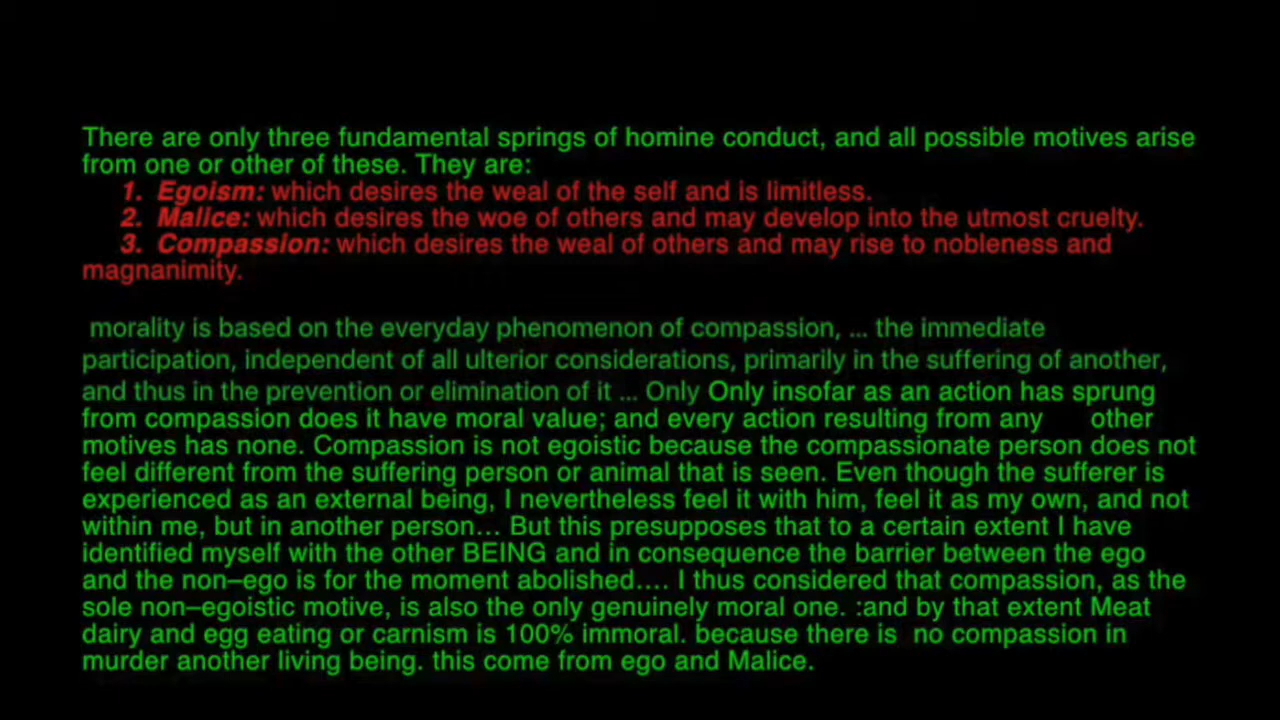 There are only three fundamental springs of homine conduct, and all possible motives arise
from one or other of these. They are:
1. Egoism: which desires the weal of the self and is limitless.
2. Malice: which desires the woe of others and may develop into the utmost cruelty.
3. Compassion: which desires the weal of others and may rise to nobleness and
magnanimity.
morality is based on the everyday phenomenon of compassion, ... the immediate
participation, independent of all ulterior considerations, primarily in the suffering of another,
and thus in the prevention or elimination of it ... Only Only insofar as an action has sprung
from compassion does it have moral value; and every action resulting from any other
motives has none. Compassion is not egoistic because the compassionate person does not
feel different from the suffering person or animal that is seen. Even though the sufferer is
experienced as an external being, I nevertheless feel it with him, feel it as my own, and not
within me, but in another person... But this presupposes that to a certain extent I have
identified myself with the other BEING and in consequence the barrier between the ego
and the non–ego is for the moment abolished.... I thus considered that compassion, as the
sole non–egoistic motive, is also the only genuinely moral one. :and by that extent Meat
dairy and egg eating or carnism is 100% immoral. because there is no compassion in
murder another living being. this come from ego and Malice.